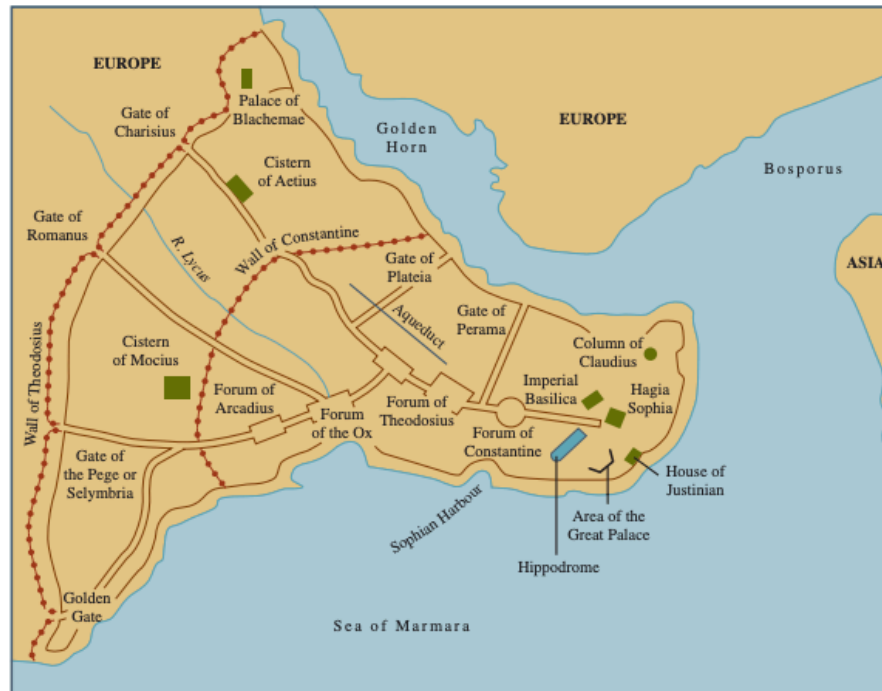 EUROPE
Palace of
Blachemae
Gate of
Charisius
Golden
Horn
EUROPE
Bosporus
Cistern
of Aetius
Gate of
Romanus
R. Lycus
Wall of Constantine
ASIA
Gate of
Plateia
Gate of
Perama
Aqueduct
Column of
Claudius
Cistern
of Mocius
Wall of Theodosius
Imperial
Basilica
Hagia
Sophia
Forum of
Arcadius
Forum
of the Ox
Forum of
Theodosius
Forum of
Constantine
Gate of
the Pege or
Selymbria
House of
Justinian
Sophian Harbour
Area of the
Great Palace
Hippodrome
Golden
Gate
Sea of Marmara